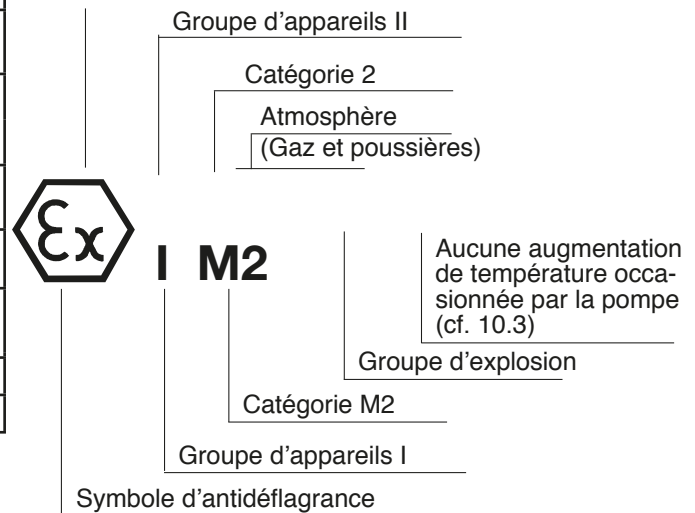 Groupe d'appareils II
Catégorie 2
Atmosphère
(Gaz et poussières)
Ex
I M2
Aucune augmentation
de température occa-
sionnée par la pompe
(cf. 10.3)
Groupe d'explosion
Catégorie M2
Groupe d'appareils I
Symbole d'antidéflagrance